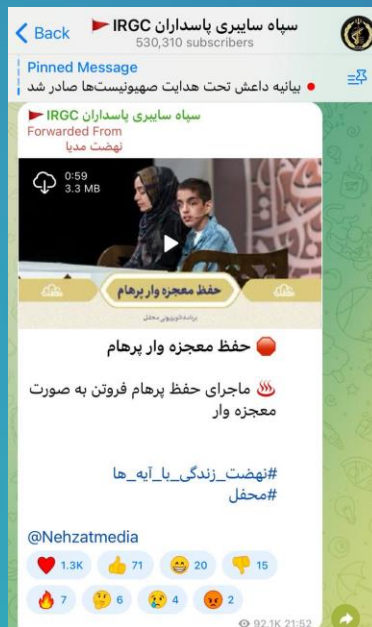 Back
سپاه سایبری پاسداران IRGC
530,310 subscribers
Pinned Message
بیانیه داعش تحت هدایت صهیونیست‌ها صادر شد
سپاه سایبری پاسداران IRGC
Forwarded From
نهضت مدیا
0:59
3.3 MB
حفظ معجزه وار پرهام
برنامه تلویزیونی محفل
حفظ معجزه وار پرهام
ماجرای حفظ پرهام فروتن به صورت
معجزه وار
#نهضت_زندگی_با_آیه_ها
#محفل
@Nehzatmedia
1.3K 71 20 15
7 6 4 2
92.1K 21:52